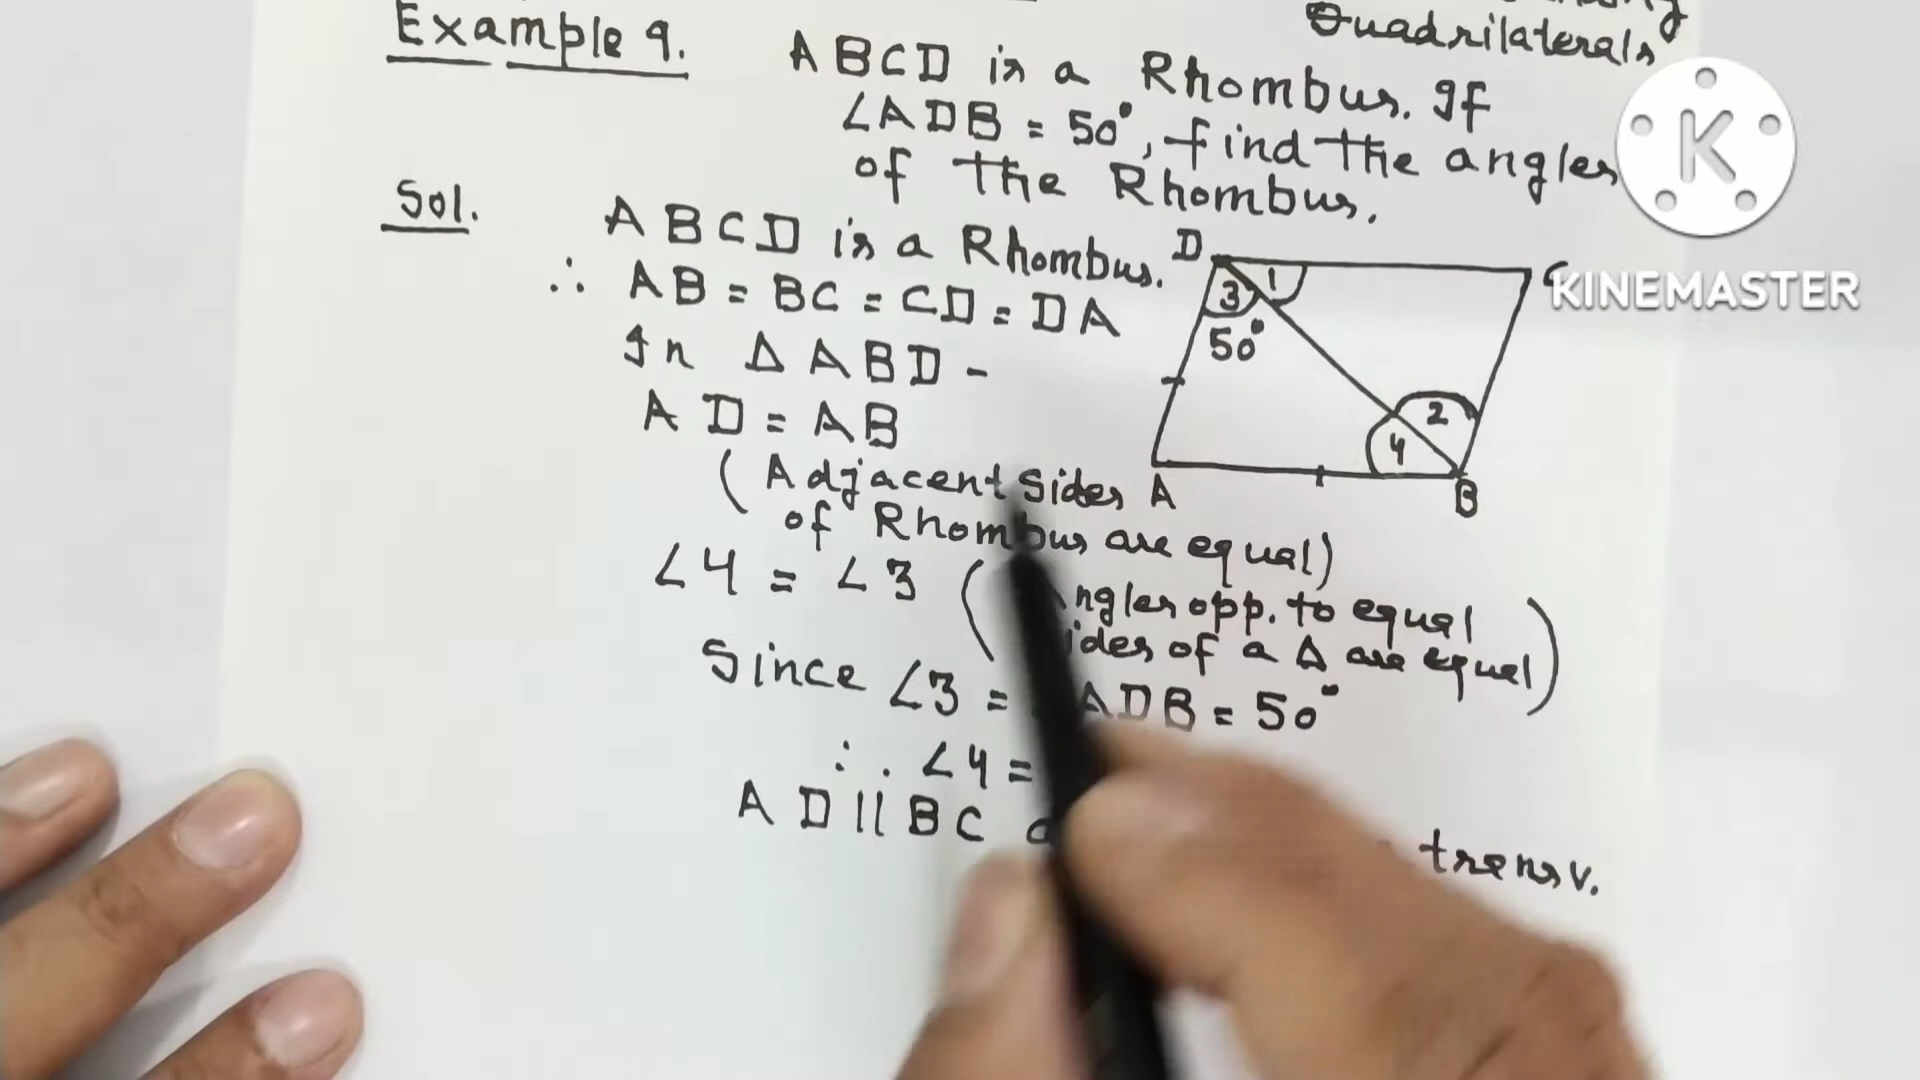 Quadrilaterals
Example 9.
ABCD is a Rhombus. If
∠ADB = 50°, find the angles
of the Rhombus.
Sol.
ABCD is a Rhombus.
∴ AB = BC = CD = DA
In Δ ABD -
AD = AB
(Adjacent sides
of Rhombus are equal)
∠4 = ∠3 (
ngles opp. to equal
ides of a Δ are equal)
Since ∠3 = ADB = 50°
∴ ∠4 =
AD || BC
transv.
D
C
3
1
50°
2
4
A
B
K
KINEMASTER